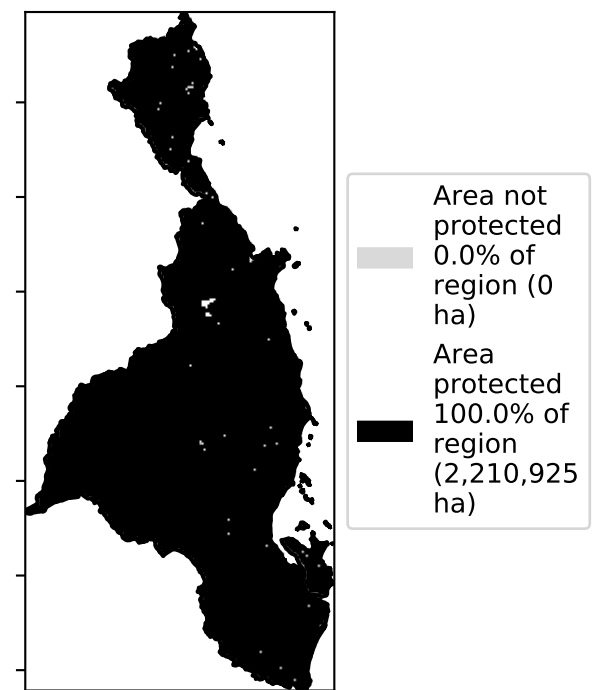 Area not
protected
0.0% of
region (0
ha)
Area
protected
100.0% of
region
(2,210,925
ha)